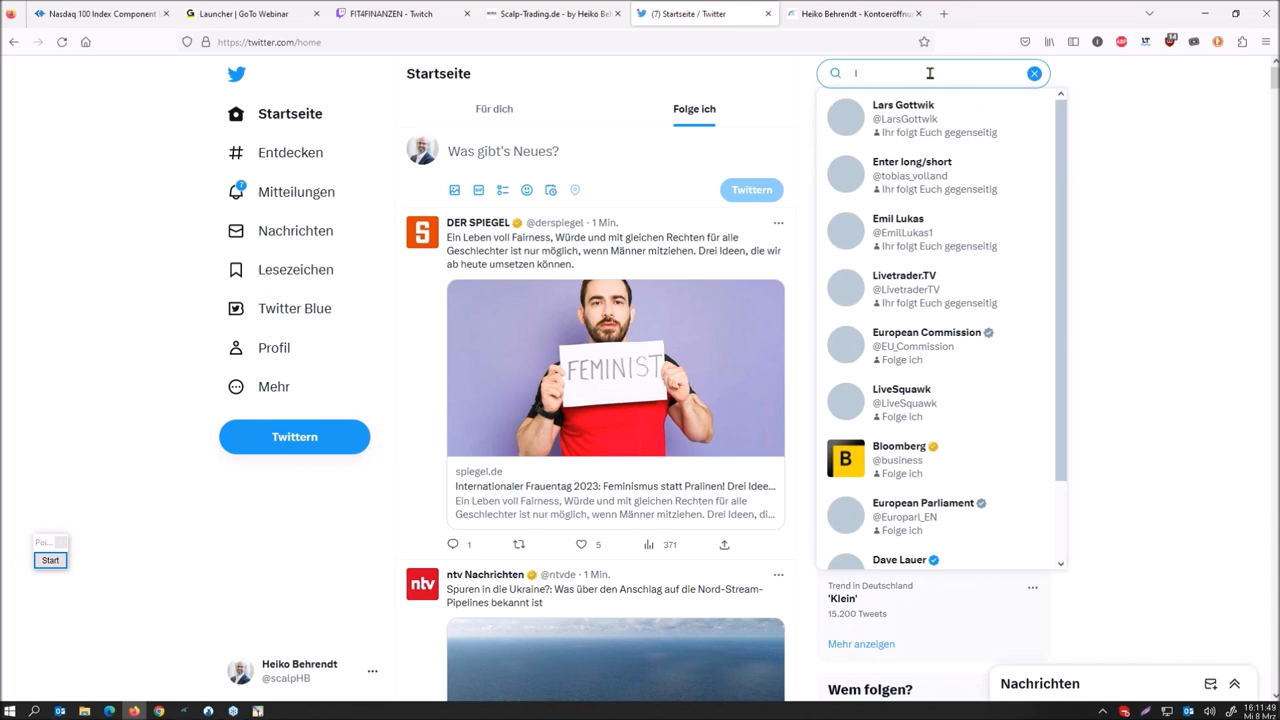 Nasdaq 100 Index Component
Launcher | GoTo Webinar
FIT4FINANZEN - Twitch
Scalp-Trading.de - by Heiko Be
(7) Startseite / Twitter
Heiko Behrendt - Kontoeröffnu
https://twitter.com/home
Startseite
Entdecken
Mitteilungen
7
Nachrichten
Lesezeichen
Twitter Blue
Profil
Mehr
Twittern
Poi...
Start
Heiko Behrendt
@scalpHB
Startseite
Für dich
Folge ich
Was gibt's Neues?
Twittern
DER SPIEGEL @derspiegel · 1 Min.
Ein Leben voll Fairness, Würde und mit gleichen Rechten für alle
Geschlechter ist nur möglich, wenn Männer mitziehen. Drei Ideen, die wir
ab heute umsetzen können.
FEMINIST
spiegel.de
Internationaler Frauentag 2023: Feminismus statt Pralinen! Drei Idee...
Ein Leben voll Fairness, Würde und mit gleichen Rechten für alle
Geschlechter ist nur möglich, wenn Männer mitziehen. Drei Ideen, di...
1 5 371
ntv Nachrichten @ntvde · 1 Min.
Spuren in die Ukraine?: Was über den Anschlag auf die Nord-Stream-
Pipelines bekannt ist
ntv
l
Lars Gottwik
@LarsGottwik
Ihr folgt Euch gegenseitig
Enter long/short
@tobias_volland
Ihr folgt Euch gegenseitig
Emil Lukas
@EmilLukas1
Ihr folgt Euch gegenseitig
Livetrader.TV
@LivetraderTV
Ihr folgt Euch gegenseitig
European Commission
@EU_Commission
Folge ich
LiveSquawk
@LiveSquawk
Folge ich
B
Bloomberg
@business
Folge ich
European Parliament
@Europarl_EN
Folge ich
Dave Lauer
Trend in Deutschland
'Klein'
15.200 Tweets
Mehr anzeigen
Wem folgen?
Nachrichten
16:11:49
Mi 8 Mrz